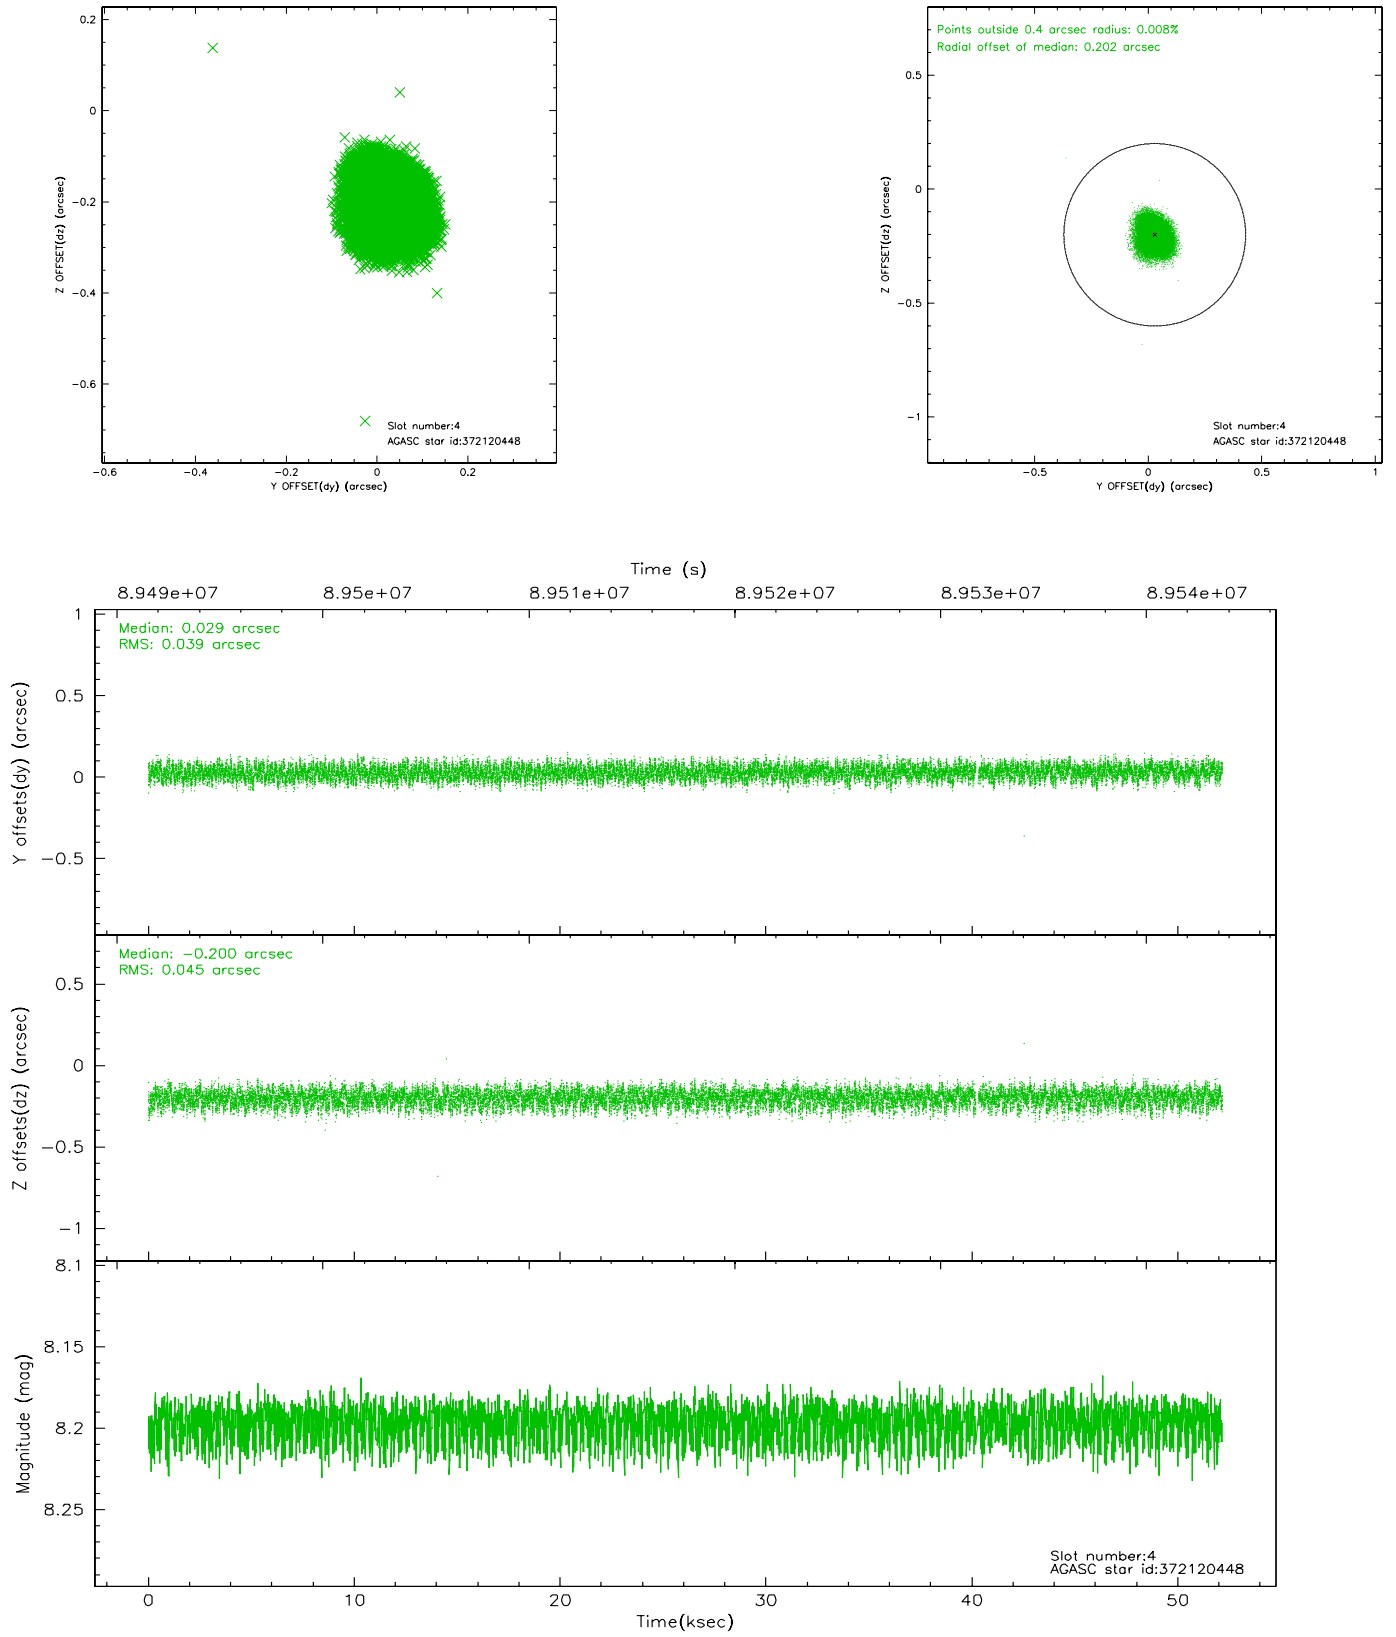 0.2
0
−0.2
−0.4
−0.6
Z OFFSET(dz) (arcsec)
Slot number:4
AGASC star id:372120448
−0.6 −0.4 −0.2 0 0.2
Y OFFSET(dy) (arcsec)
Points outside 0.4 arcsec radius: 0.008%
Radial offset of median: 0.202 arcsec
0.5
0
−0.5
−1
Z OFFSET(dz) (arcsec)
Slot number:4
AGASC star id:372120448
−0.5 0 0.5 1
Y OFFSET(dy) (arcsec)
Time (s)
8.949e+07 8.95e+07 8.951e+07 8.952e+07 8.953e+07 8.954e+07
Median: 0.029 arcsec
RMS: 0.039 arcsec
1
0.5
0
−0.5
Y offsets(dy) (arcsec)
Median: −0.200 arcsec
RMS: 0.045 arcsec
0.5
0
−0.5
−1
Z offsets(dz) (arcsec)
8.1
8.15
8.2
8.25
Magnitude (mag)
Slot number:4
AGASC star id:372120448
0 10 20 30 40 50
Time(ksec)